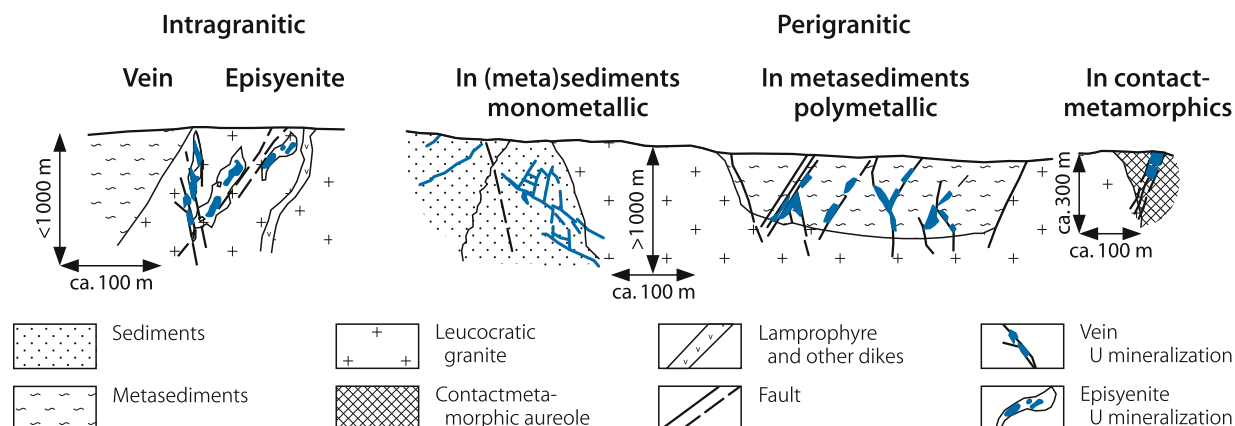 Intragranitic
Perigranitic
Vein
Episyenite
In (meta)sediments
monometallic
In metasediments
polymetallic
In contact-
metamorphics
<1000 m
ca. 100 m
>1000 m
ca. 100 m
ca. 300 m
ca. 100 m
Sediments
Leucocratic
granite
Lamprophyre
and other dikes
Vein
U mineralization
Metasediments
Contactmeta-
morphic aureole
Fault
Episyenite
U mineralization